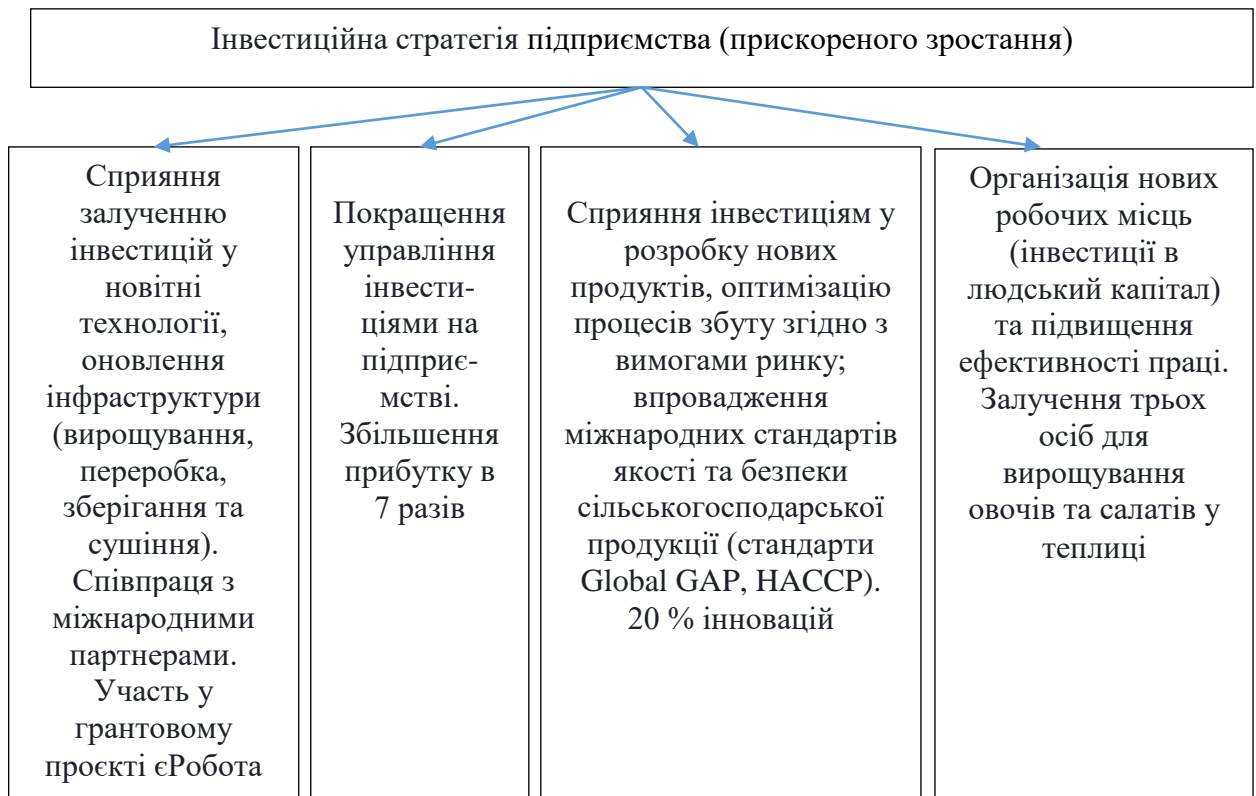 Інвестиційна стратегія підприємства (прискореного зростання)
Сприяння
залученню
інвестицій у
новітні
технології,
оновлення
інфраструктури
(вирощування,
переробка,
зберігання та
сушіння).
Співпраця з
міжнародними
партнерами.
Участь у
грантовому
проєкті єРобота
Покращення
управління
інвести-
ціями на
підприє-
мстві.
Збільшення
прибутку в
7 разів
Сприяння інвестиціям у
розробку нових
продуктів, оптимізацію
процесів збуту згідно з
вимогами ринку;
впровадження
міжнародних стандартів
якості та безпеки
сільськогосподарської
продукції (стандарти
Global GAP, HACCP).
20 % інновацій
Організація нових
робочих місць
(інвестиції в
людський капітал)
та підвищення
ефективності праці.
Залучення трьох
осіб для
вирощування
овочів та салатів у
теплиці